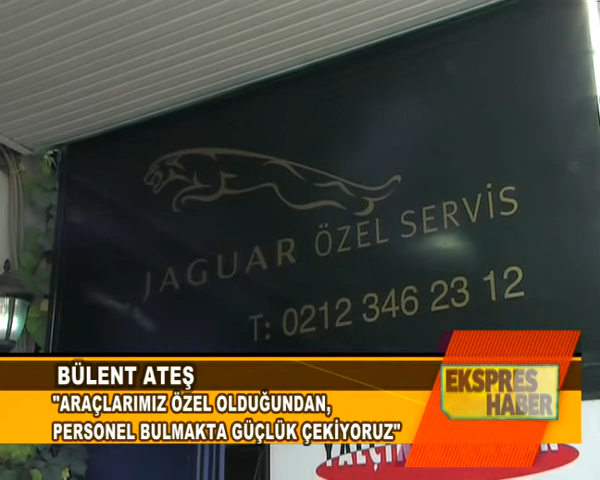 JAGUAR ÖZEL SERVİS
T: 0212 346 23 12
BÜLENT ATEŞ
"ARAÇLARIMIZ ÖZEL OLDUĞUNDAN,
PERSONEL BULMAKTA GÜÇLÜK ÇEKİYORUZ"
EKSPRES
HABER